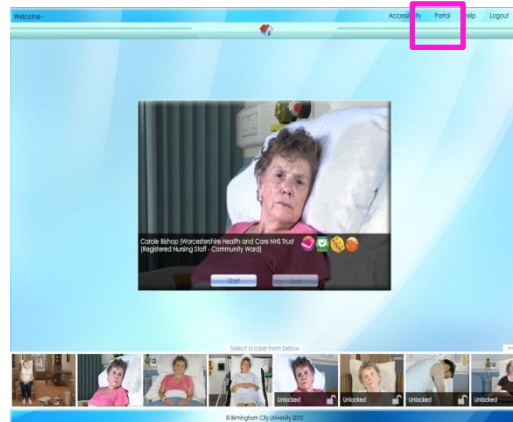 Welcome -
Accessibility Portal Help Logout
Carole Bishop (Worcestershire Health and Care NHS Trust
(Registered Nursing Staff - Community Ward)
Start
Select a case from below
Unlocked Unlocked Unlocked Unlocked
© Birmingham City University 2010